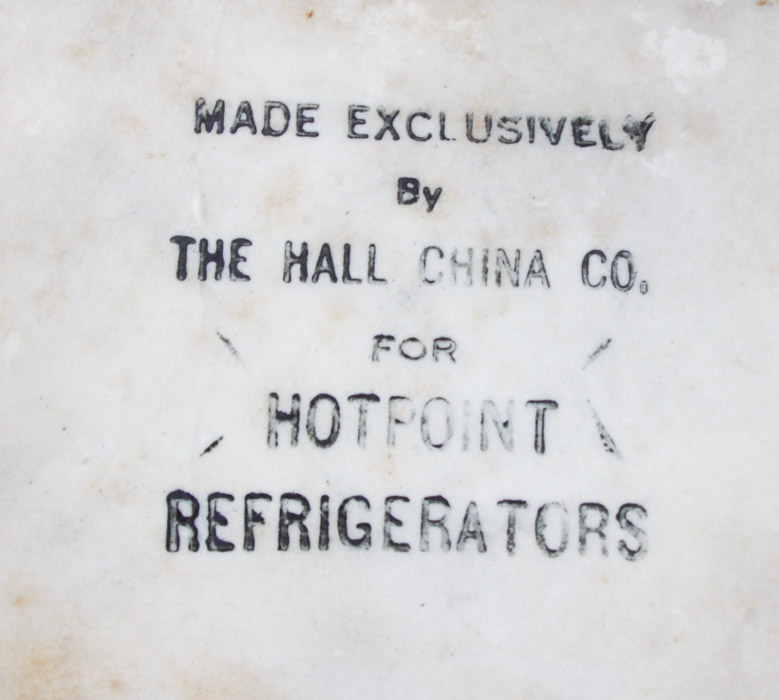 MADE EXCLUSIVELY
By
THE HALL CHINA CO.
FOR
HOTPOINT
REFRIGERATORS